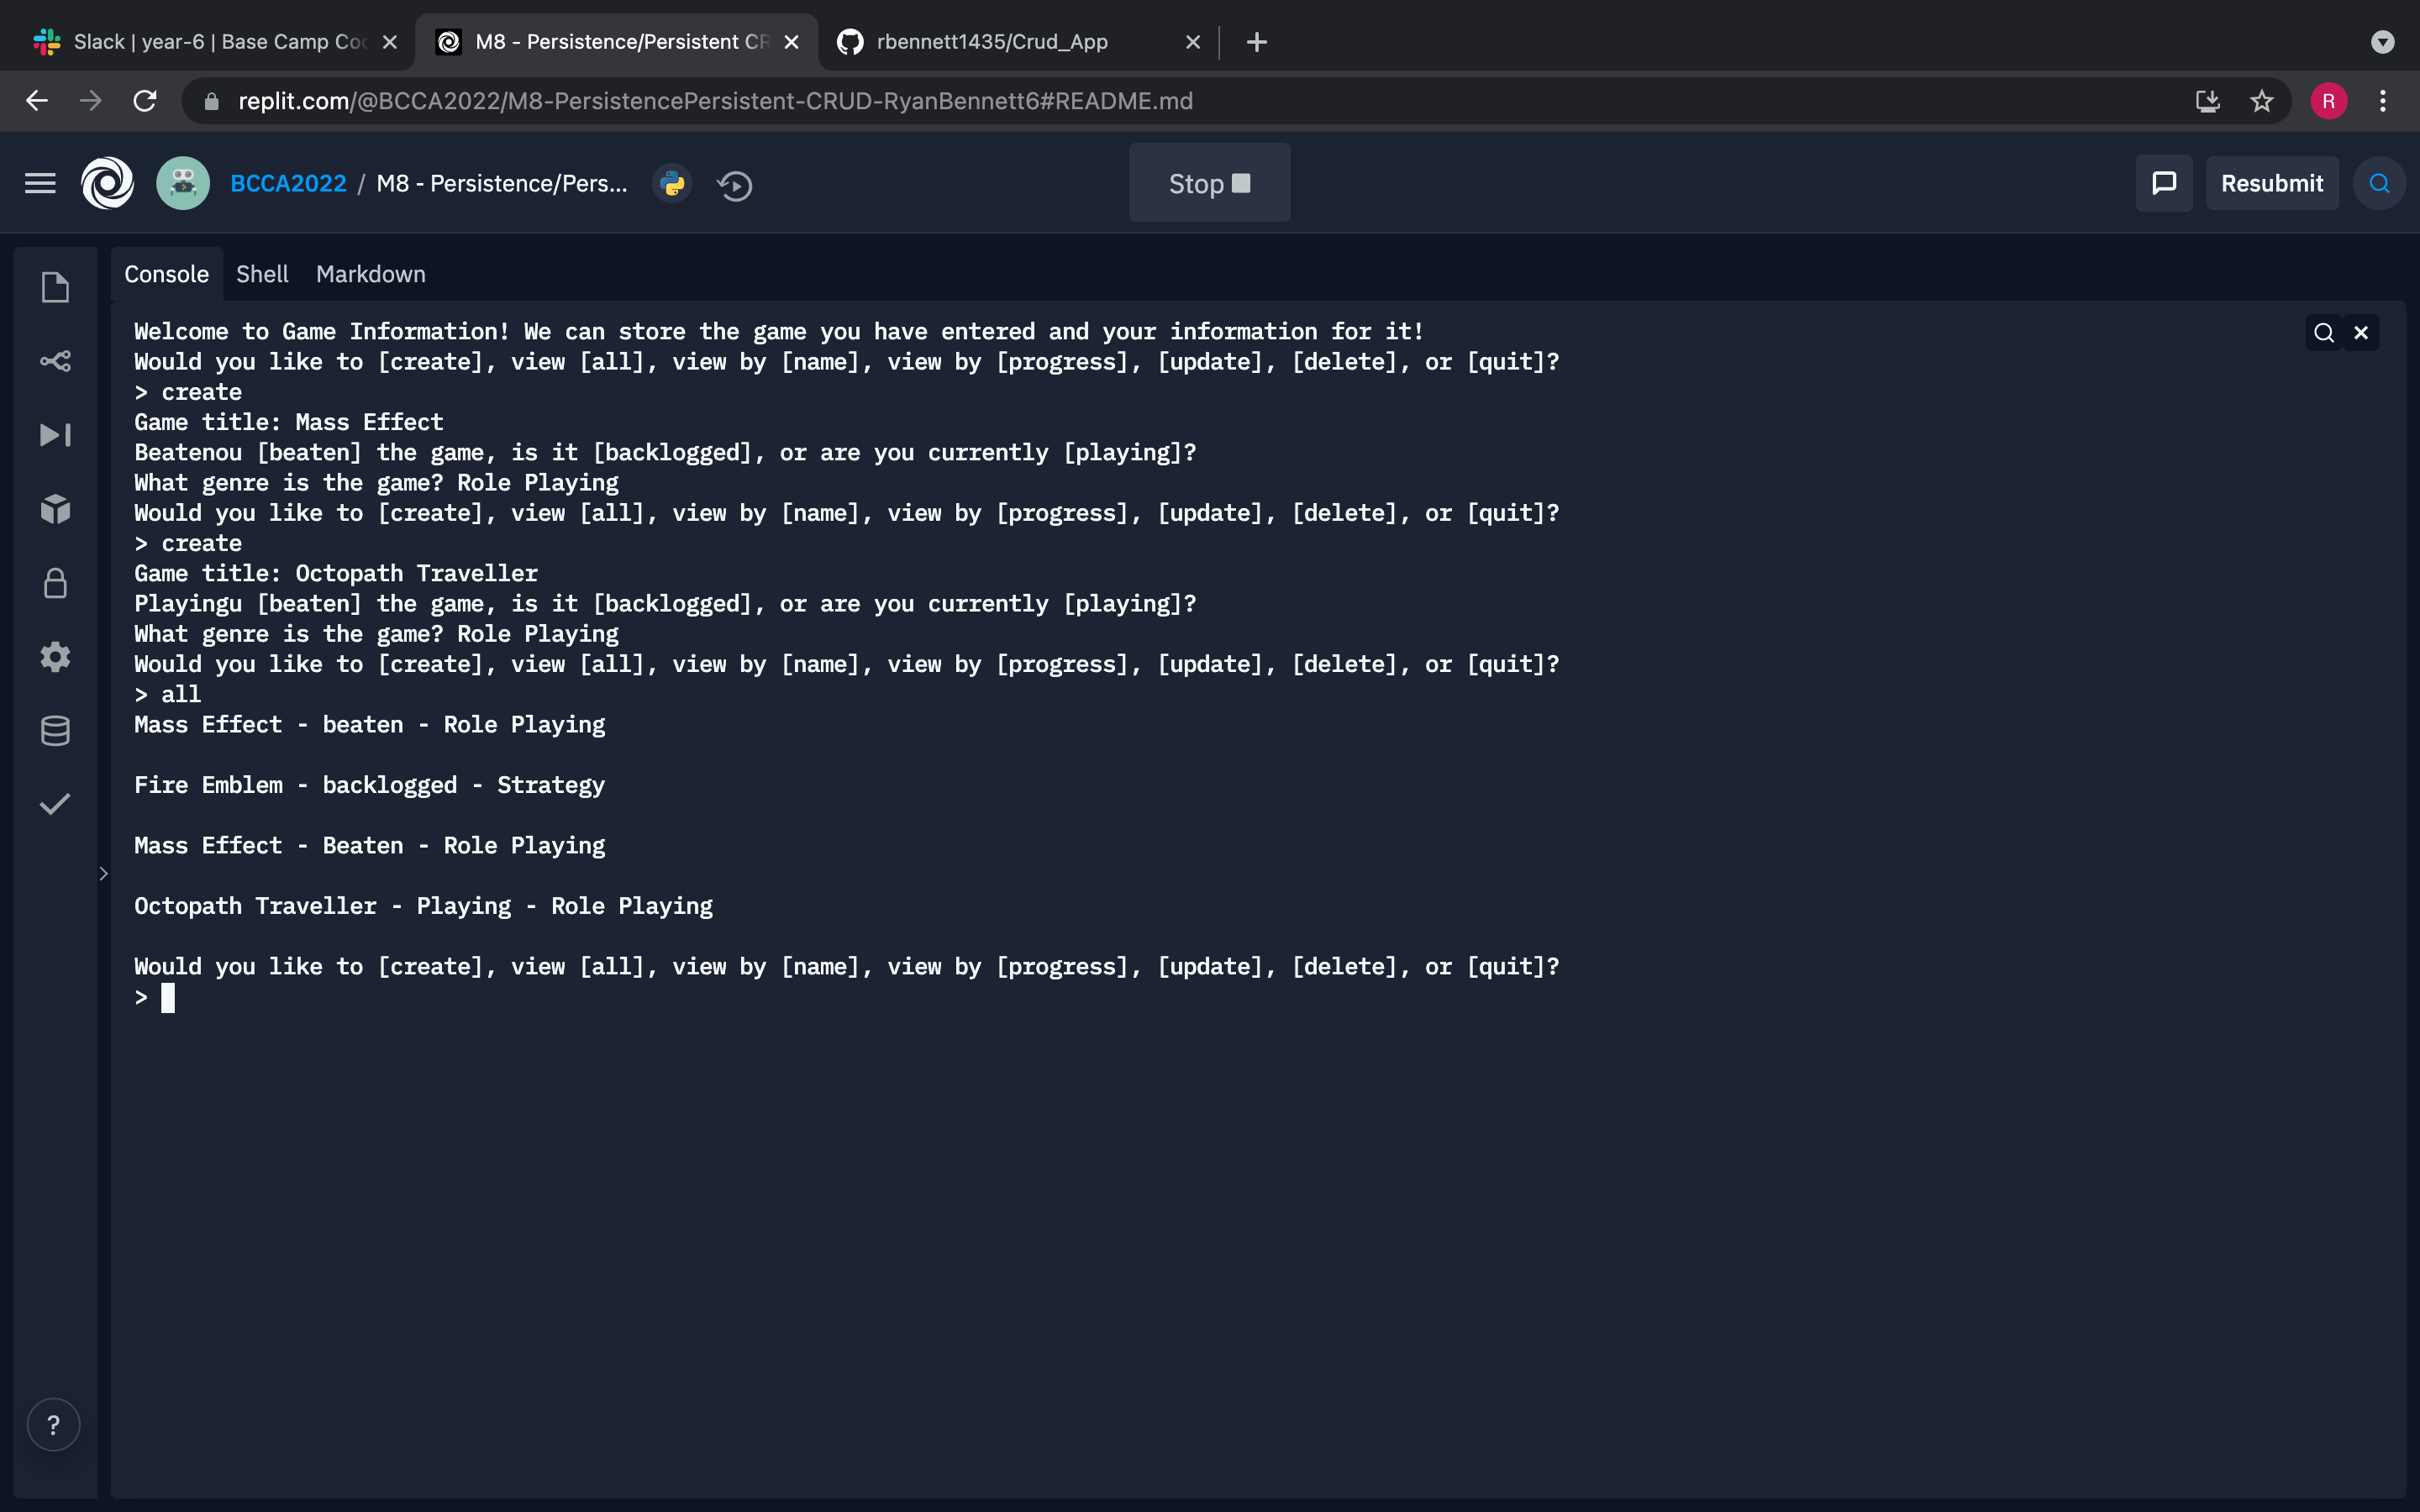 Slack | year-6 | Base Camp Co
M8 - Persistence/Persistent CR
rbennett1435/Crud_App
replit.com/@BCCA2022/M8-PersistencePersistent-CRUD-RyanBennett6#README.md
R
BCCA2022 / M8 - Persistence/Pers...
Stop
Resubmit
Console Shell Markdown
Welcome to Game Information! We can store the game you have entered and your information for it!
Would you like to [create], view [all], view by [name], view by [progress], [update], [delete], or [quit]?
> create
Game title: Mass Effect
Beatenou [beaten] the game, is it [backlogged], or are you currently [playing]?
What genre is the game? Role Playing
Would you like to [create], view [all], view by [name], view by [progress], [update], [delete], or [quit]?
> create
Game title: Octopath Traveller
Playingu [beaten] the game, is it [backlogged], or are you currently [playing]?
What genre is the game? Role Playing
Would you like to [create], view [all], view by [name], view by [progress], [update], [delete], or [quit]?
> all
Mass Effect - beaten - Role Playing
Fire Emblem - backlogged - Strategy
Mass Effect - Beaten - Role Playing
Octopath Traveller - Playing - Role Playing
Would you like to [create], view [all], view by [name], view by [progress], [update], [delete], or [quit]?
>
?